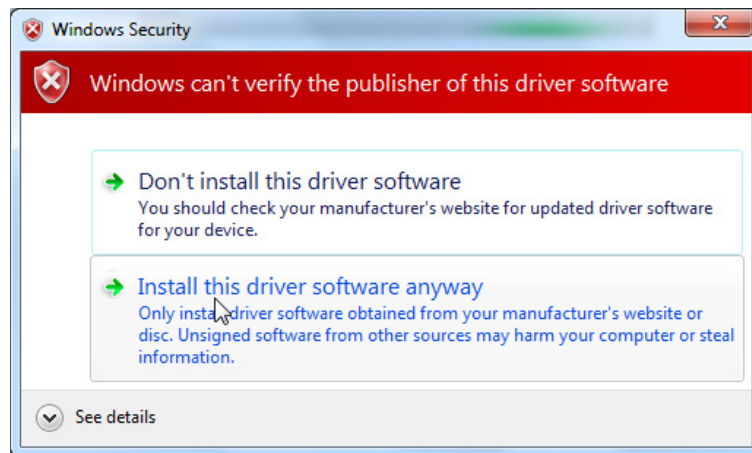 Windows Security
Windows can't verify the publisher of this driver software
Don't install this driver software
You should check your manufacturer's website for updated driver software
for your device.
Install this driver software anyway
Only install driver software obtained from your manufacturer's website or
disc. Unsigned software from other sources may harm your computer or steal
information.
See details